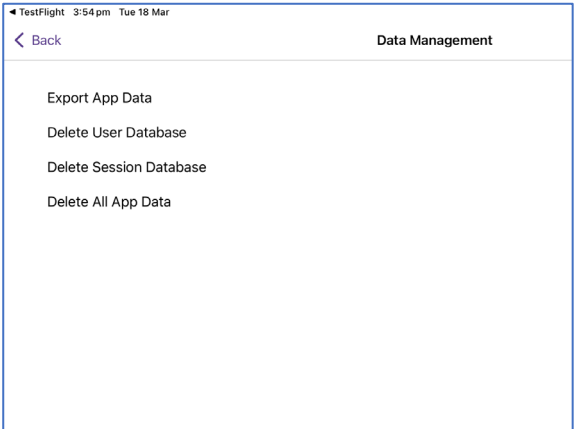 ◀ TestFlight 3:54 pm Tue 18 Mar
Back Data Management
Export App Data
Delete User Database
Delete Session Database
Delete All App Data